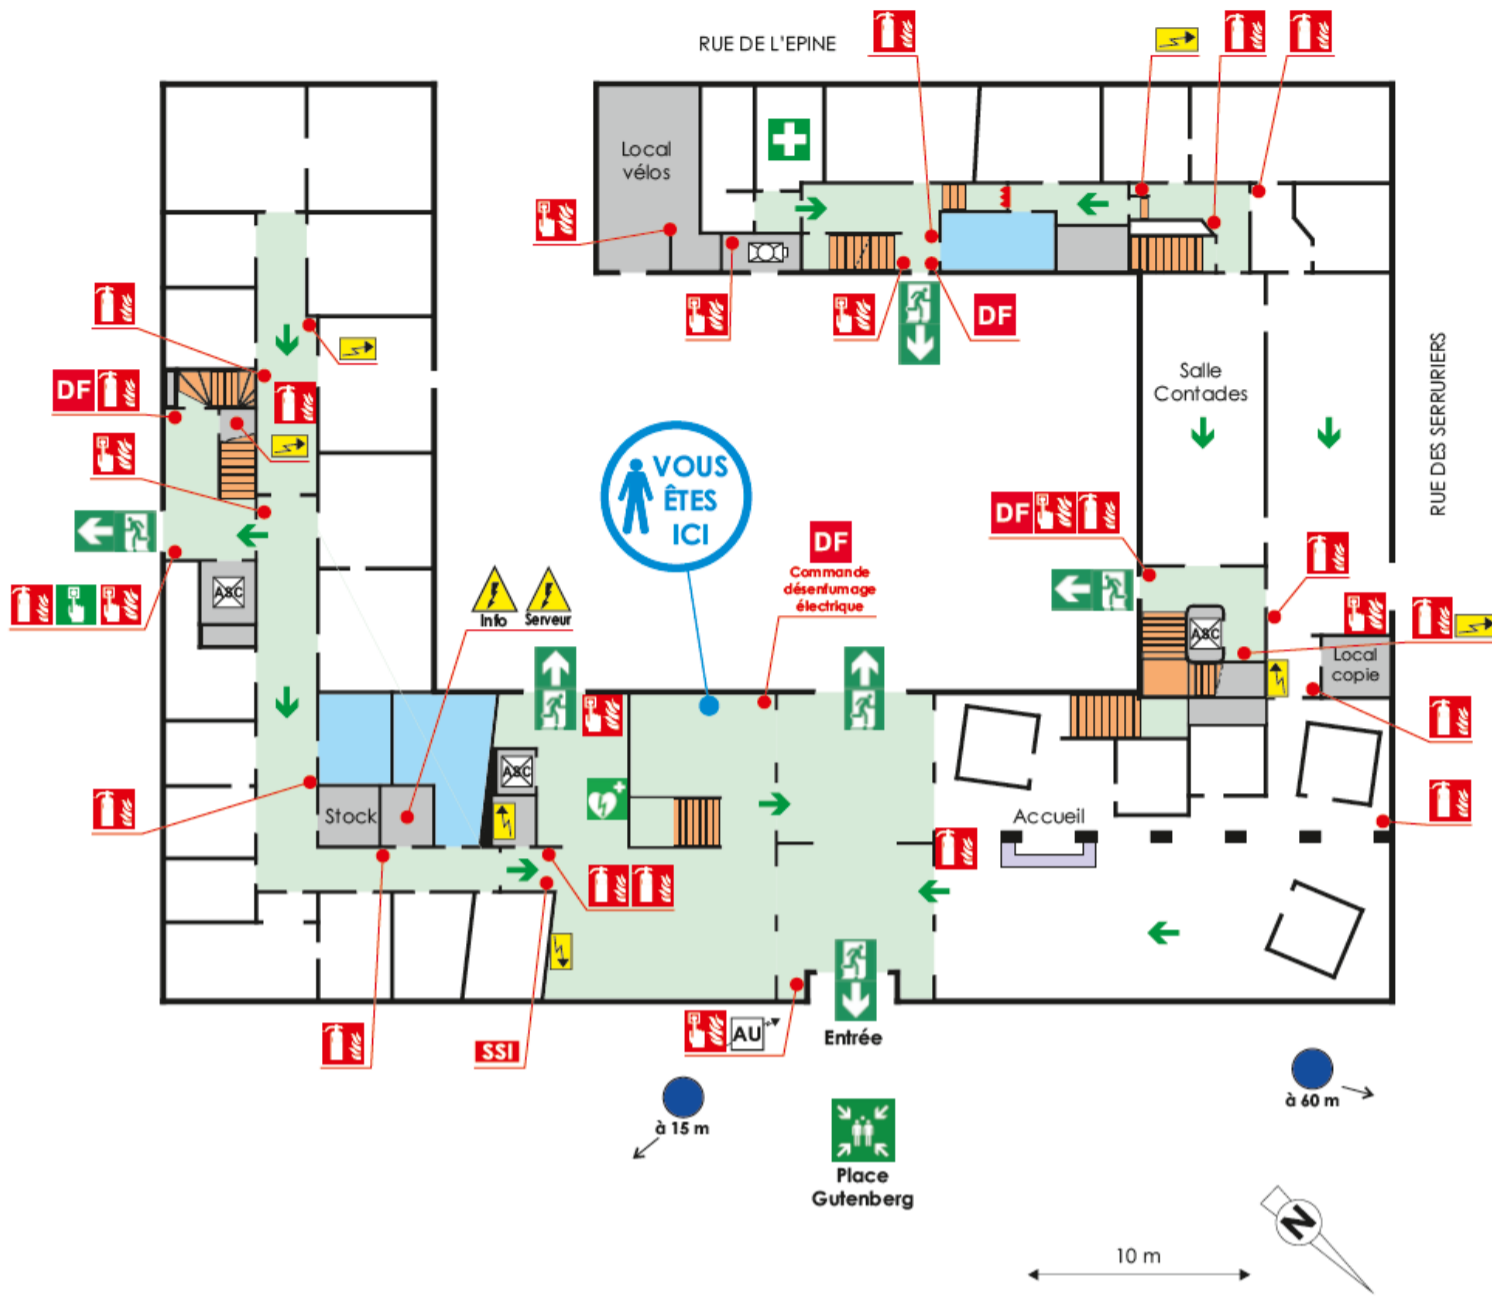 RUE DE L'EPINE
Local
vélos
DF
DF
Salle
Contades
RUE DES SERRURIERS
VOUS
ÊTES
ICI
DF
DF
Commande
désenfumage
électrique
ASC
Info
Serveur
ASC
Local
copie
ASC
Stock
Accueil
SSI
AU
Entrée
à 15 m
à 60 m
Place
Gutenberg
N
10 m